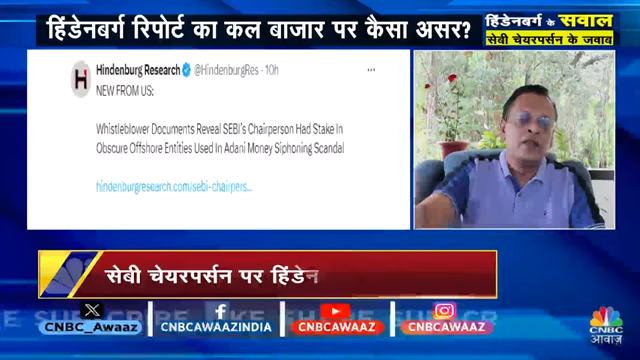 हिंडेनबर्ग रिपोर्ट का कल बाजार पर कैसा असर?
हिंडेनबर्ग के सवाल
सेबी चेयरपर्सन के जवाब
Hindenburg Research @HindenburgRes · 10h
NEW FROM US:
Whistleblower Documents Reveal SEBI's Chairperson Had Stake In
Obscure Offshore Entities Used In Adani Money Siphoning Scandal
hindenburgresearch.com/sebi-chairpers...
सेबी चेयरपर्सन पर हिंडेन
CNBC_Awaaz
CNBCAWAAZINDIA
CNBCAWAAZ
CNBCAWAAZ
CNBC
आवाज़